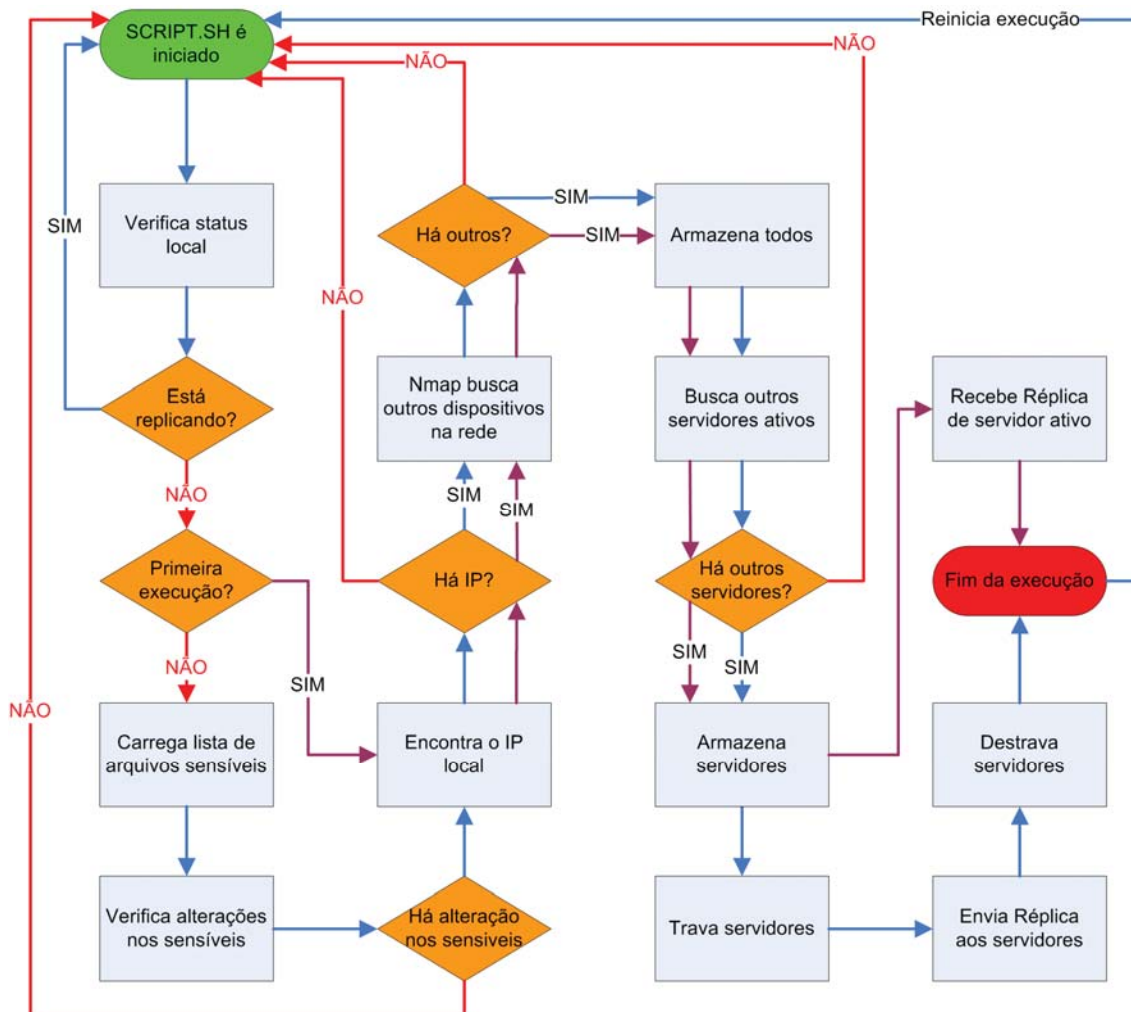 Reinicia execução
SCRIPT.SH é
iniciado
NÃO
NÃO
SIM
Verifica status
local
Há outros?
SIM
SIM
Armazena todos
NÃO
Está
replicando?
Nmap busca
outros dispositivos
na rede
Busca outros
servidores ativos
Recebe Réplica
de servidor ativo
NÃO
SIM
SIM
Primeira
execução?
Há IP?
Há outros
servidores?
Fim da execução
NÃO
SIM
SIM
SIM
NÃO
Carrega lista de
arquivos sensíveis
Encontra o IP
local
Armazena
servidores
Destrava
servidores
Verifica alterações
nos sensíveis
Há alteração
nos sensiveis
Trava servidores
Envia Réplica
aos servidores